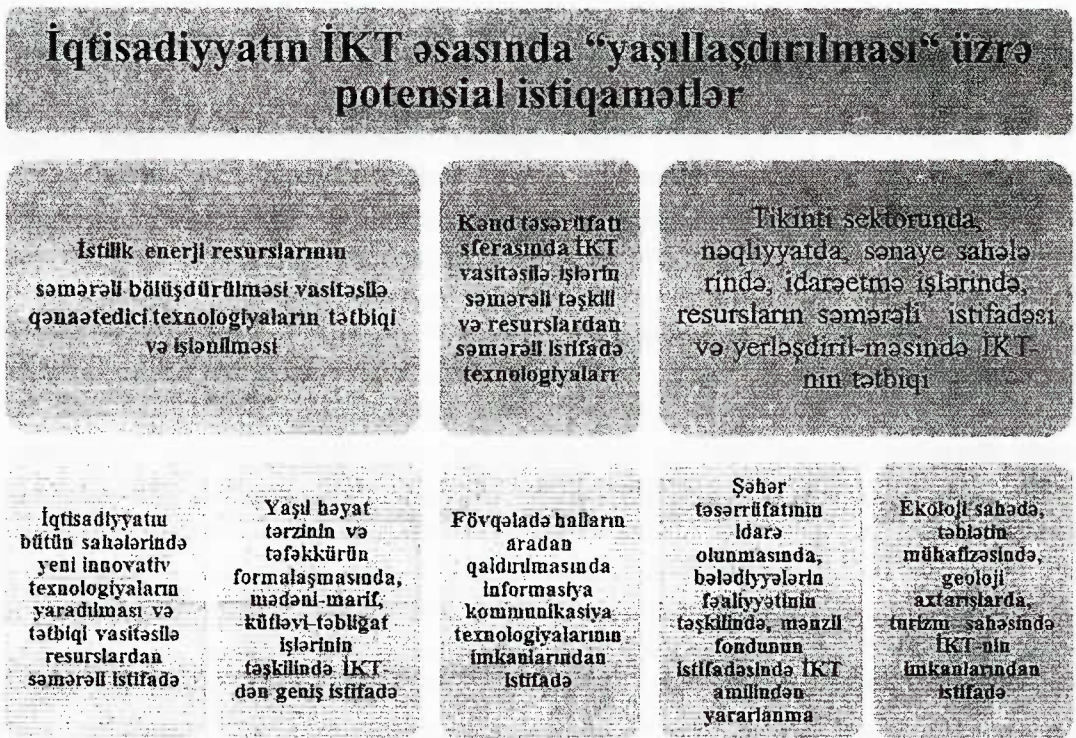 İqtisadiyyatın İKT əsasında “yaşıllaşdırılması“ üzrə
potensial istiqamətlər
İstilik enerji resurslarının
səmərəli bölüşdürülməsi vasitəsilə
qənaətedici texnologiyaların tətbiqi
və işlənilməsi
Kənd təsərüfatı
sferasında İKT
vasitəsilə işlərin
səmərəli təşkili
və resurslardan
səmərəli istifadə
texnologiyaları
Tikinti sektorunda,
nəqliyyatda, sənaye sahələ
rində, idarəetmə işlərində,
resursların səmərəli istifadəsi
və yerləşdiril-məsində İKT-
nın tətbiqi
İqtisadiyyatın
bütün sahələrində
yeni innovativ
texnologiyaların
yaradılması və
tətbiqi vasitəsilə
resurslardan
səmərəli istifadə
Yaşıl həyat
tərzinin və
təfəkkürün
formalaşmasında,
mədəni-marif,
kütləvi-təbliğat
işlərinin
təşkilində İKT-
dən geniş istifadə
Fövqəladə halların
aradan
qaldırılmasında
informasiya
kommunikasiya
texnologiyalarının
imkanlarından
istifadə
Şəhər
təsərrüfatının
idarə
olunmasında,
bələdiyyələrin
fəaliyyətinin
təşkilində, mənzil
fondunun
istifadəsində İKT
amilindən
yararlanma
Ekoloji sahədə,
təbiətin
mühafizəsində,
geoloji
axtarışlarda,
turizm sahəsində
İKT-nin
imkanlarından
istifadə